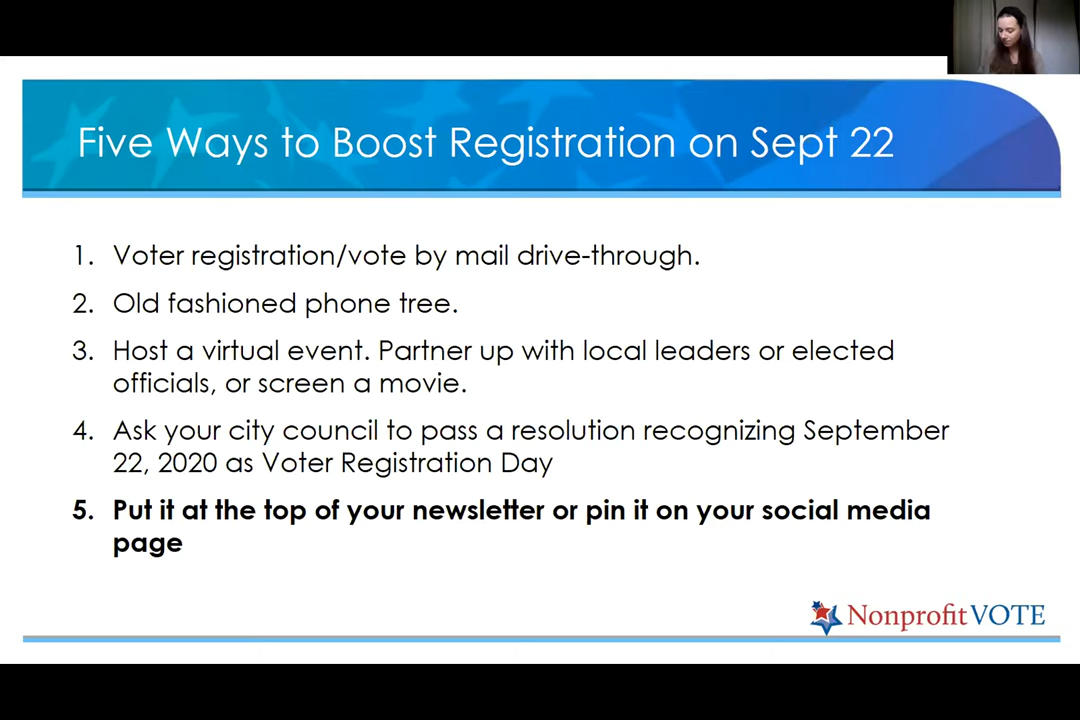 Five Ways to Boost Registration on Sept 22
1. Voter registration/vote by mail drive-through.
2. Old fashioned phone tree.
3. Host a virtual event. Partner up with local leaders or elected
officials, or screen a movie.
4. Ask your city council to pass a resolution recognizing September
22, 2020 as Voter Registration Day
5. Put it at the top of your newsletter or pin it on your social media
page
NonprofitVOTE